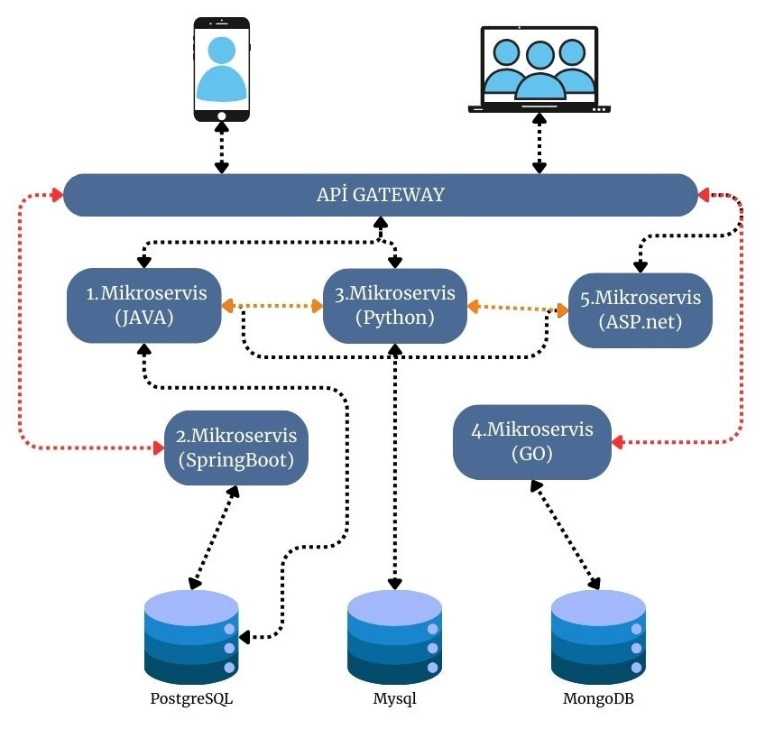 APİ GATEWAY
1.Mikroservis
(JAVA)
3.Mikroservis
(Python)
5.Mikroservis
(ASP.net)
2.Mikroservis
(SpringBoot)
4.Mikroservis
(GO)
PostgreSQL
Mysql
MongoDB